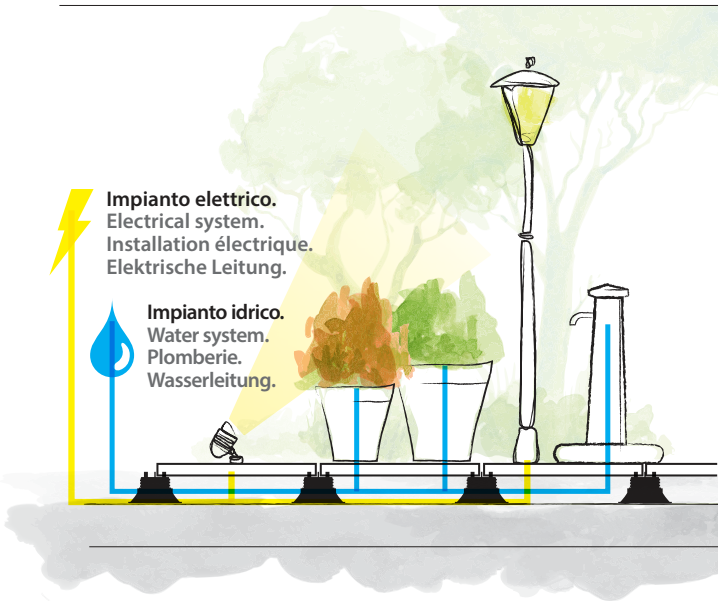 Impianto elettrico.
Electrical system.
Installation électrique.
Elektrische Leitung.
Impianto idrico.
Water system.
Plomberie.
Wasserleitung.